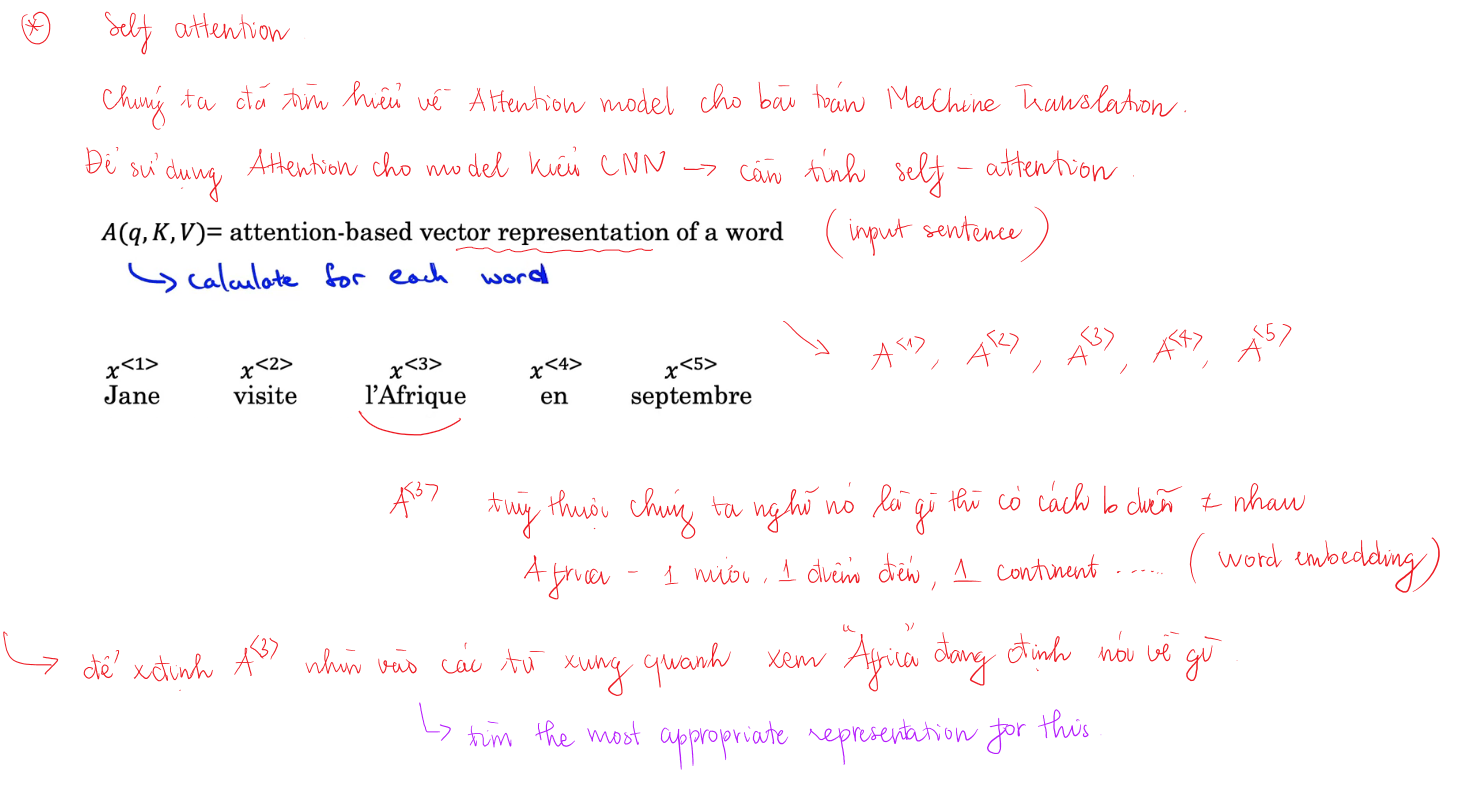 * Self attention
Chúng ta đã tìm hiểu về Attention model cho bài toán Machine Translation.
Để sử dụng Attention cho model kiểu CNN → cần tính self - attention.
A(q, K, V)= attention-based vector representation of a word (input sentence)
↳ calculate for each word
→ A<1>, A<2>, A<3>, A<4>, A<5>
x<1> x<2> x<3> x<4> x<5>
Jane visite l'Afrique en septembre
A<3> tùy thuộc chúng ta nghĩ nó là gì thì có cách b diễn ≠ nhau
Africa - 1 nước, 1 điểm đến, 1 continent ..... (word embedding)
↳ để xđịnh A<3> nhìn vào các từ xung quanh xem "Africa" đang định nói về gì
↳ tìm the most appropriate representation for this